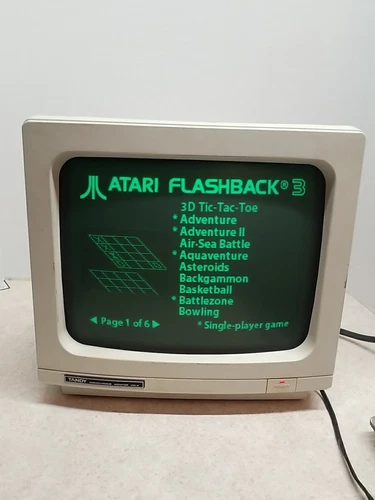 ATARI FLASHBACK® 3
3D Tic-Tac-Toe
* Adventure
* Adventure II
Air-Sea Battle
* Aquaventure
Asteroids
Backgammon
Basketball
* Battlezone
Bowling
◀ Page 1 of 6 ▶
* Single-player game
TANDY